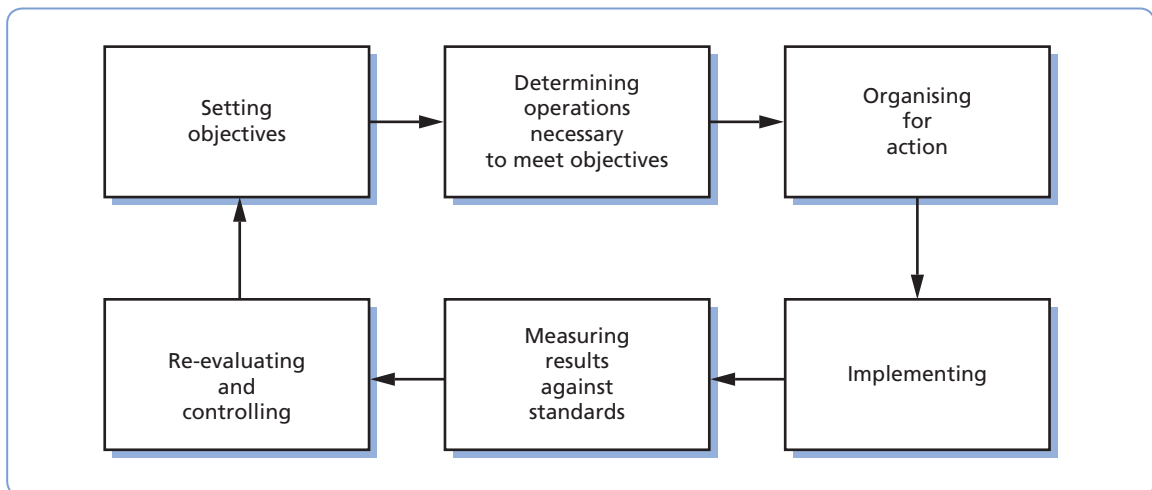 Setting
objectives
Determining
operations
necessary
to meet objectives
Organising
for
action
Re-evaluating
and
controlling
Measuring
results
against
standards
Implementing